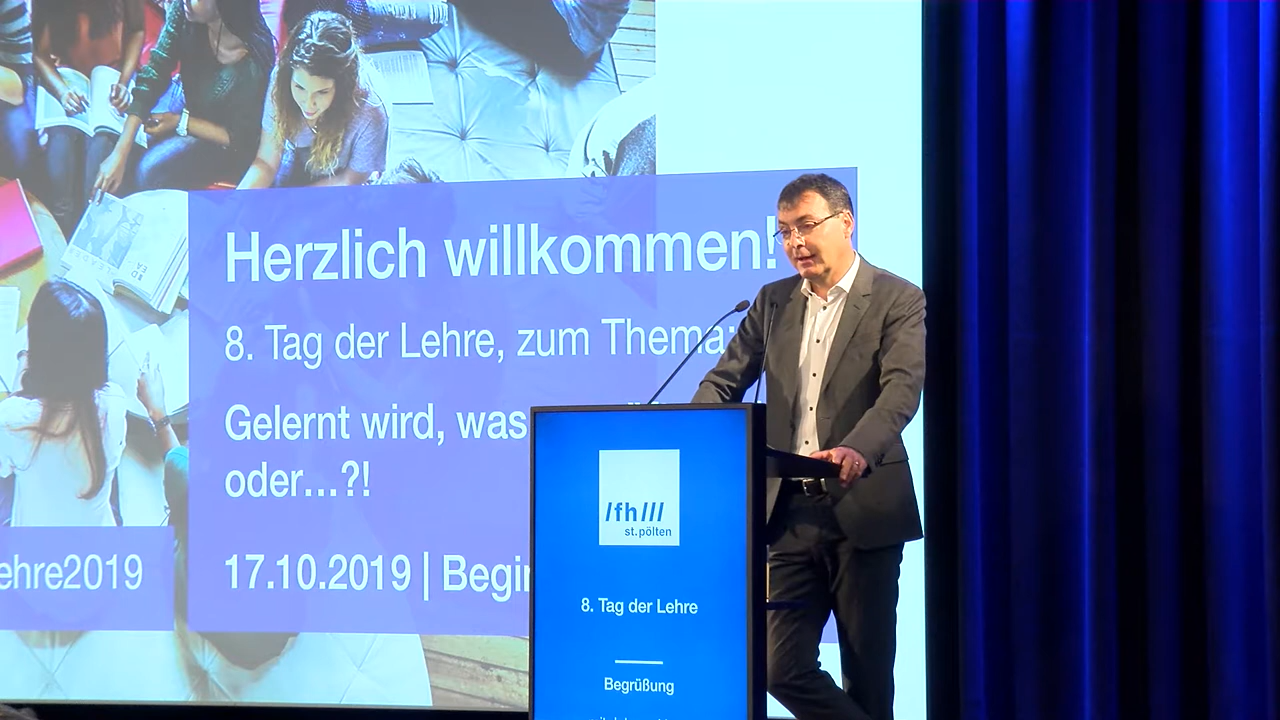 Herzlich willkommen!
8. Tag der Lehre, zum Thema:
Gelernt wird, was
oder...?!
17.10.2019 |
ehre2019
/fh///
st.pölten
8. Tag der Lehre
Begrüßung